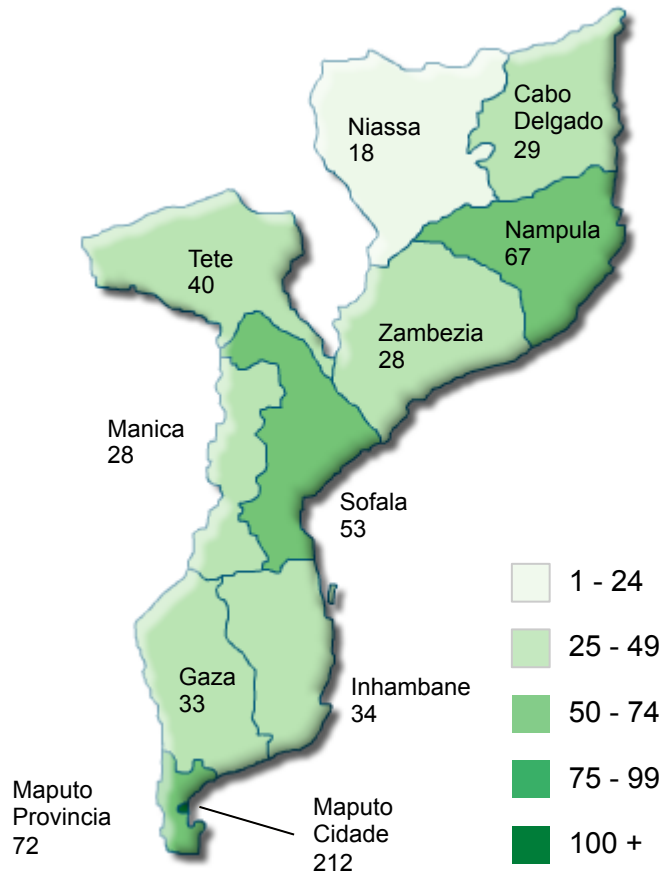 Cabo
Delgado
29
Niassa
18
Nampula
67
Tete
40
Zambezia
28
Manica
28
Sofala
53
Gaza
33
Inhambane
34
Maputo
Provincia
72
Maputo
Cidade
212
1 - 24
25 - 49
50 - 74
75 - 99
100 +